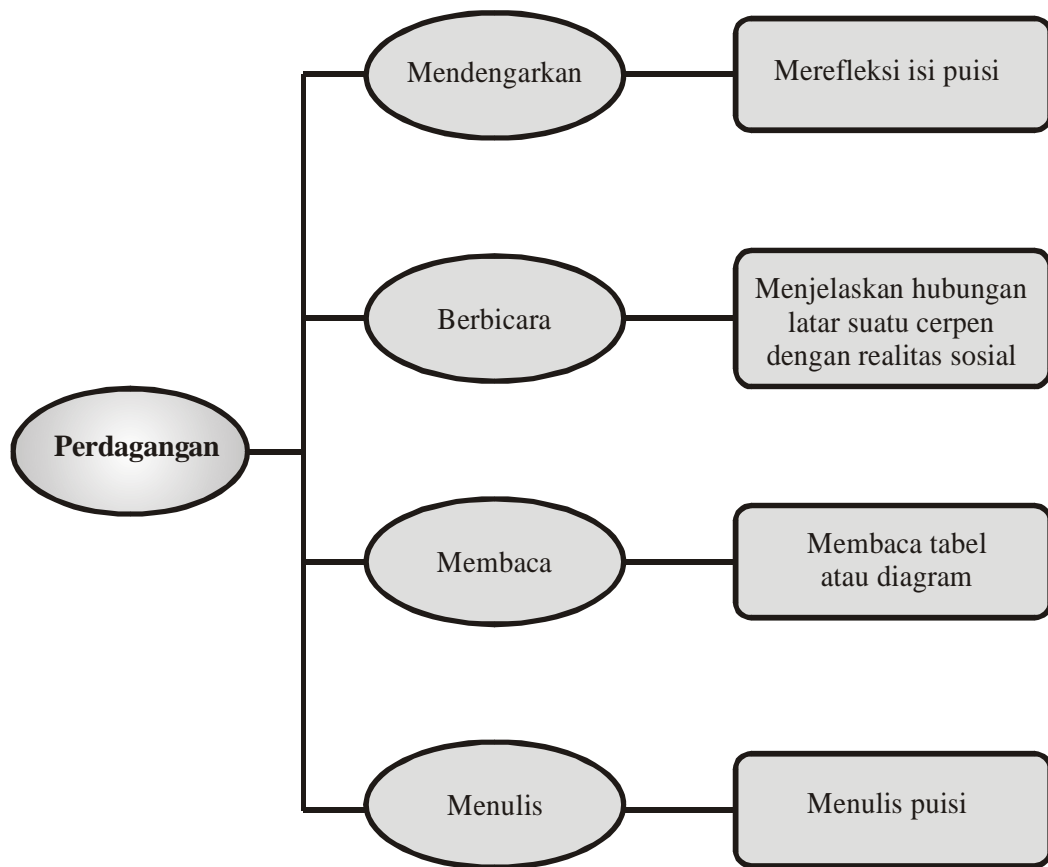 Mendengarkan
Merefleksi isi puisi
Berbicara
Menjelaskan hubungan
latar suatu cerpen
dengan realitas sosial
Perdagangan
Membaca
Membaca tabel
atau diagram
Menulis
Menulis puisi